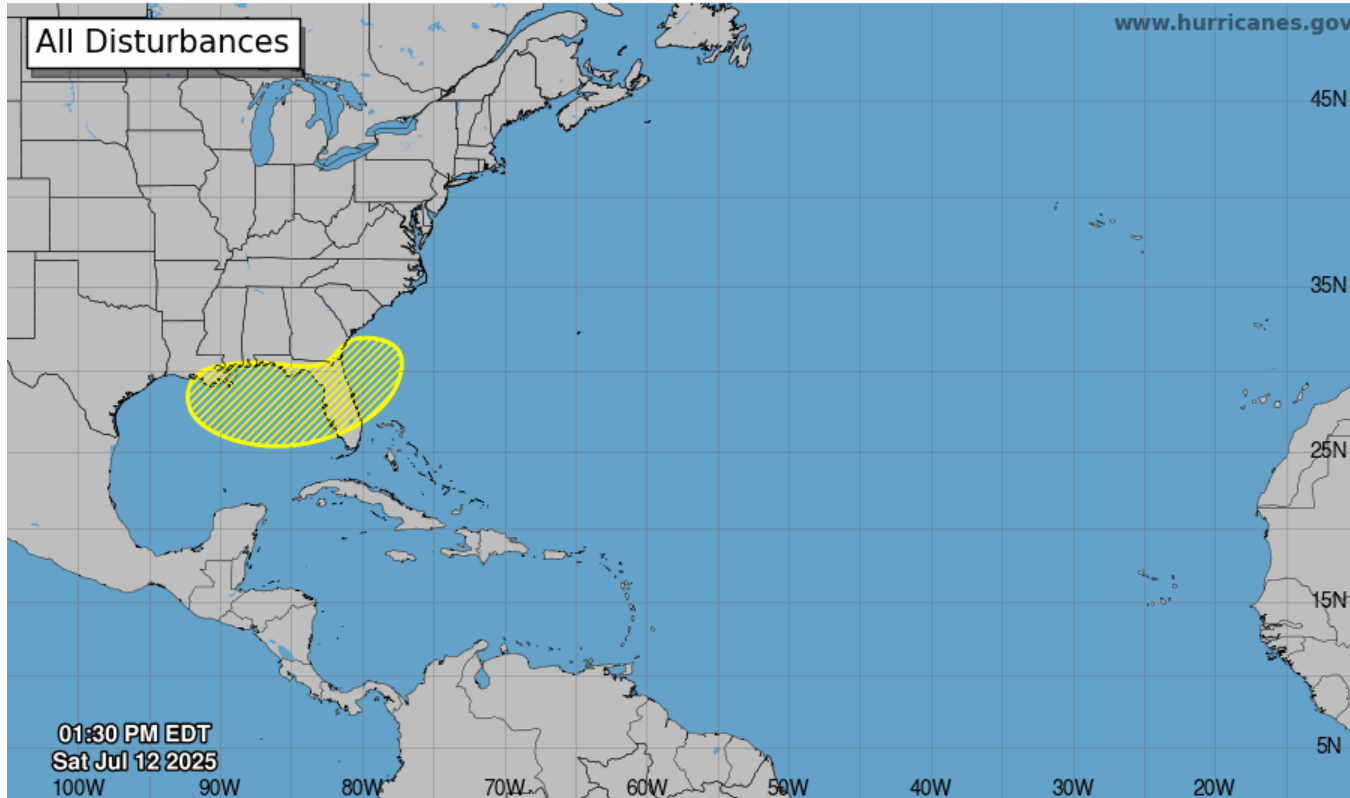 www.hurricanes.gov
All Disturbances
45N
35N
25N
15N
5N
01:30 PM EDT
Sat Jul 12 2025
100W 90W 80W 70W 60W 50W 40W 30W 20W